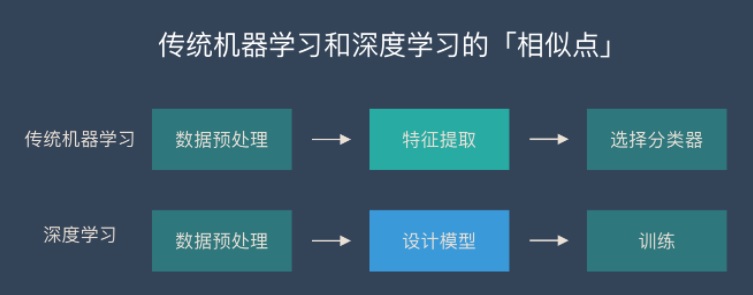 传统机器学习和深度学习的「相似点」
传统机器学习 数据预处理 特征提取 选择分类器
深度学习 数据预处理 设计模型 训练